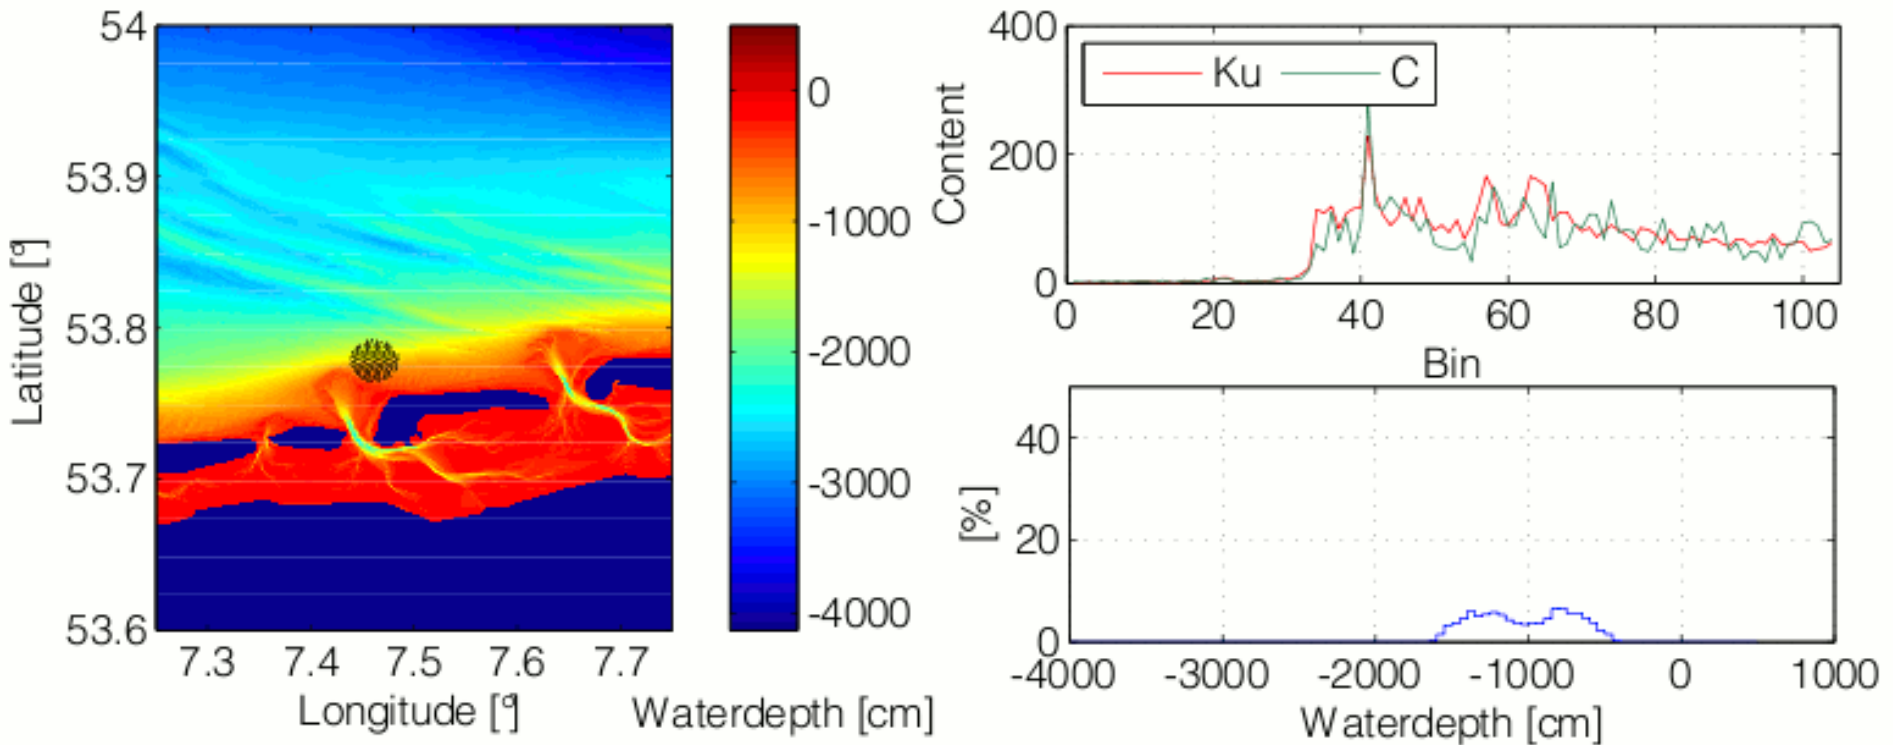 54
53.9
53.8
53.7
53.6
Latitude [º]
7.3 7.4 7.5 7.6 7.7
Longitude [º]
0
-1000
-2000
-3000
-4000
Waterdepth [cm]
400
200
0
Content
Ku C
0 20 40 60 80 100
Bin
40
20
0
[%]
-4000 -3000 -2000 -1000 0 1000
Waterdepth [cm]